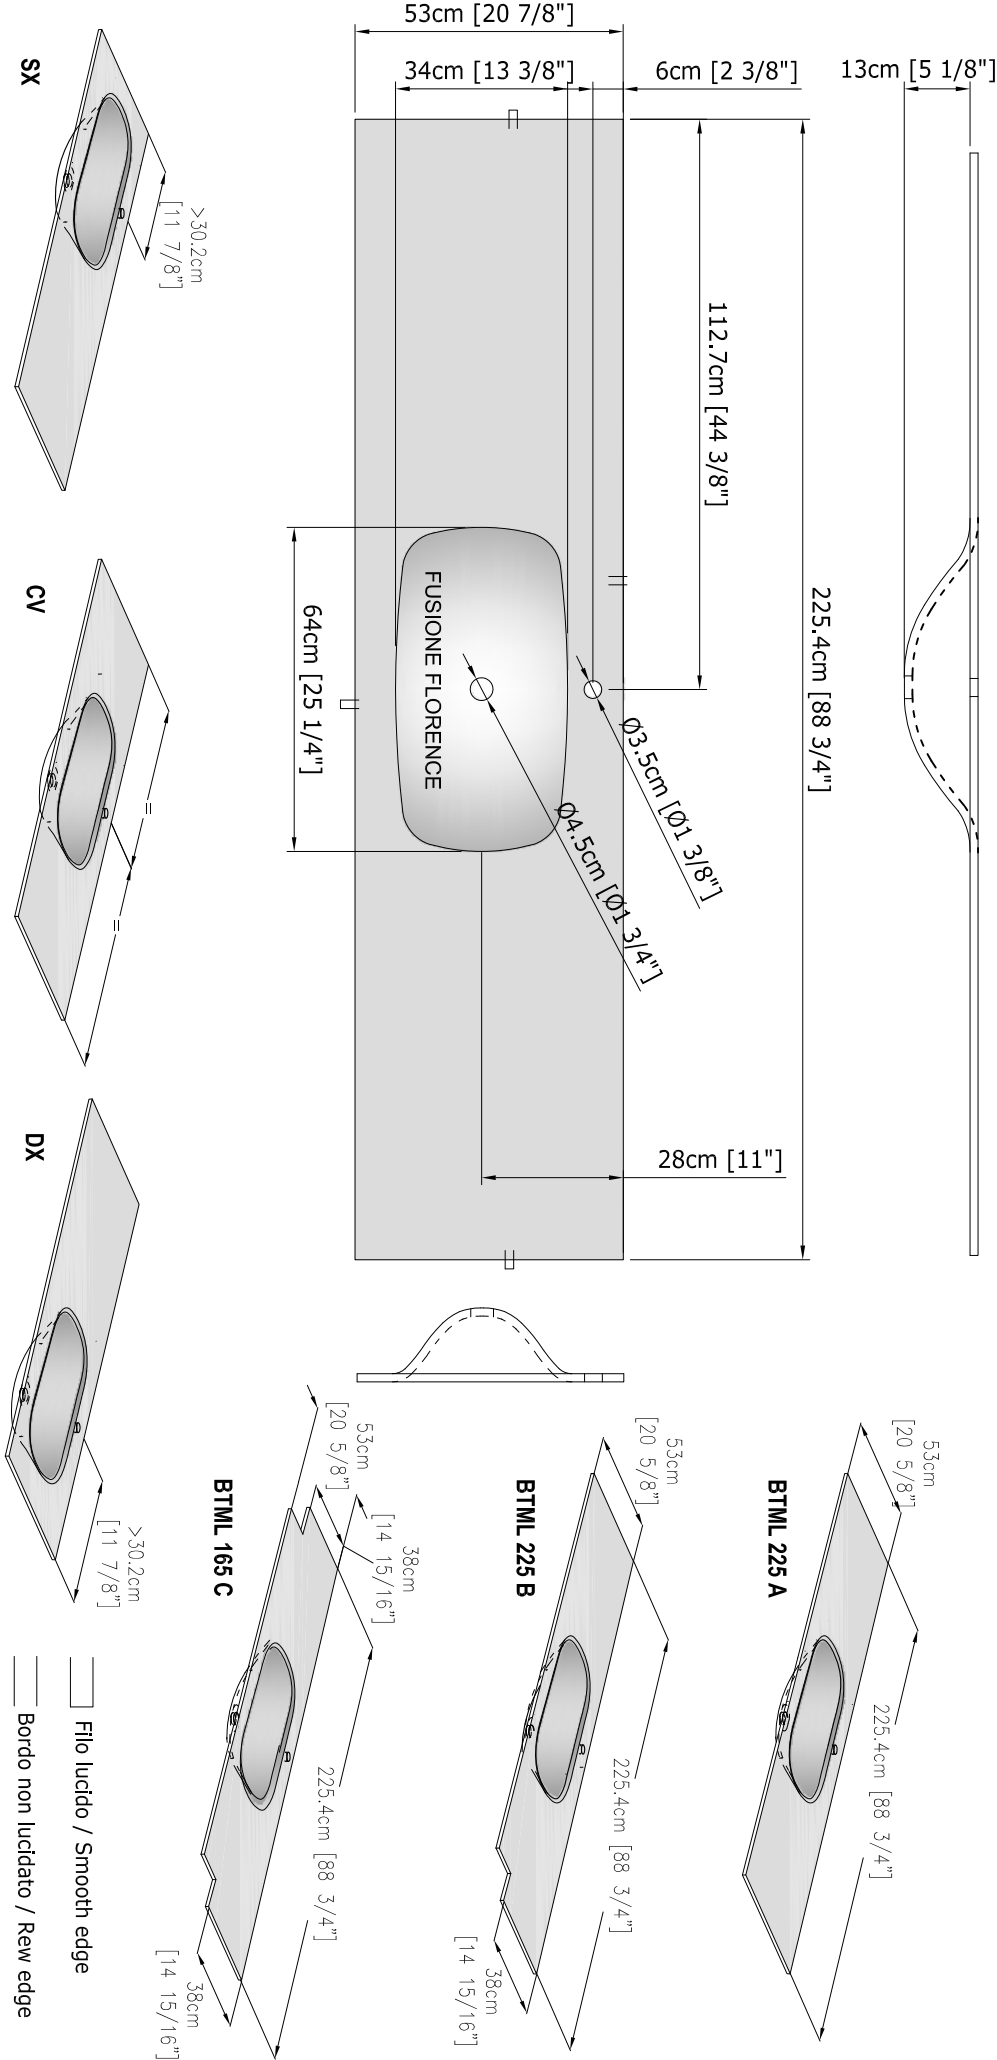 13cm [5 1/8"]
225.4cm [88 3/4"]
112.7cm [44 3/8"]
6cm [2 3/8"]
34cm [13 3/8"]
53cm [20 7/8"]
28cm [11"]
Ø3.5cm [Ø1 3/8"]
Ø4.5cm [Ø1 3/4"]
FUSIONE FLORENCE
64cm [25 1/4"]
53cm
[20 5/8"]
225.4cm [88 3/4"]
BTML 225 A
53cm
[20 5/8"]
225.4cm [88 3/4"]
38cm
[14 15/16"]
BTML 225 B
38cm
[14 15/16"]
53cm
[20 5/8"]
225.4cm [88 3/4"]
38cm
[14 15/16"]
BTML 165 C
>30.2cm
[11 7/8"]
SX
=
=
CV
>30.2cm
[11 7/8"]
DX
Filo lucido / Smooth edge
Bordo non lucidato / Rew edge